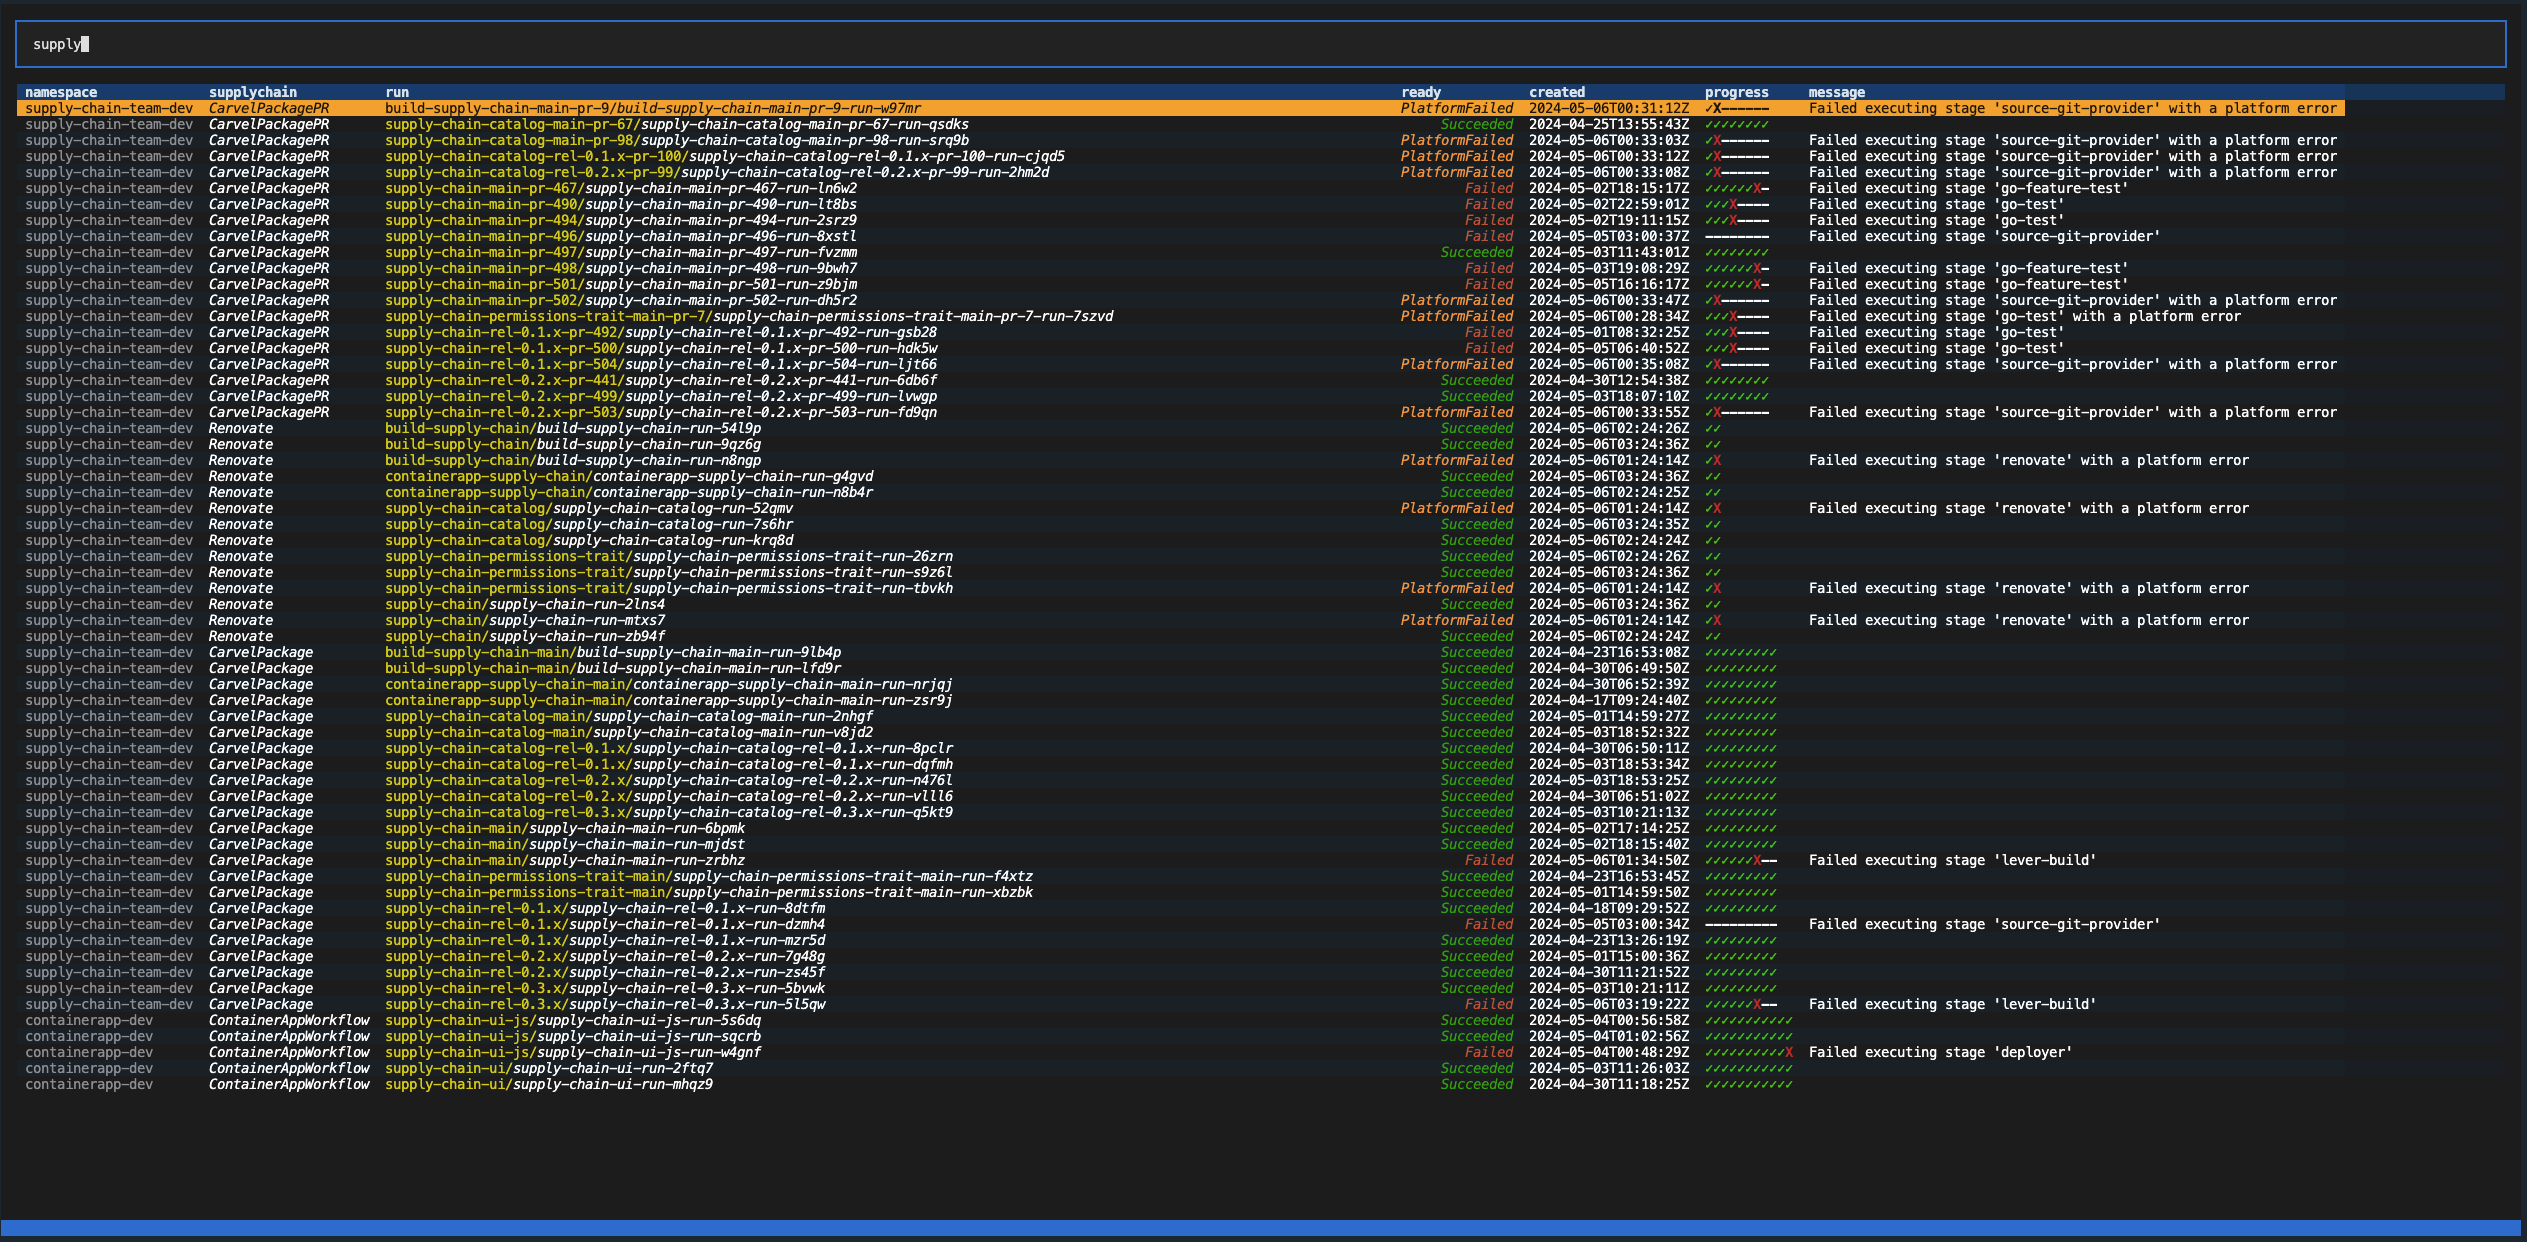 supply
namespace supplychain run ready created progress message
supply-chain-team-dev CarvelPackagePR build-supply-chain-main-pr-9/build-supply-chain-main-pr-9-run-w97mr PlatformFailed 2024-05-06T00:31:12Z ✓X------ Failed executing stage 'source-git-provider' with a platform error
supply-chain-team-dev CarvelPackagePR supply-chain-catalog-main-pr-67/supply-chain-catalog-main-pr-67-run-qsdks Succeeded 2024-04-25T13:55:43Z ✓✓✓✓✓✓✓✓
supply-chain-team-dev CarvelPackagePR supply-chain-catalog-main-pr-98/supply-chain-catalog-main-pr-98-run-srq9b PlatformFailed 2024-05-06T00:33:03Z ✓X------ Failed executing stage 'source-git-provider' with a platform error
supply-chain-team-dev CarvelPackagePR supply-chain-catalog-rel-0.1.x-pr-100/supply-chain-catalog-rel-0.1.x-pr-100-run-cjqd5 PlatformFailed 2024-05-06T00:33:12Z ✓X------ Failed executing stage 'source-git-provider' with a platform error
supply-chain-team-dev CarvelPackagePR supply-chain-catalog-rel-0.2.x-pr-99/supply-chain-catalog-rel-0.2.x-pr-99-run-2hm2d PlatformFailed 2024-05-06T00:33:08Z ✓X------ Failed executing stage 'source-git-provider' with a platform error
supply-chain-team-dev CarvelPackagePR supply-chain-main-pr-467/supply-chain-main-pr-467-run-ln6w2 Failed 2024-05-02T18:15:17Z ✓✓✓✓✓✓X- Failed executing stage 'go-feature-test'
supply-chain-team-dev CarvelPackagePR supply-chain-main-pr-490/supply-chain-main-pr-490-run-lt8bs Failed 2024-05-02T22:59:01Z ✓✓✓X---- Failed executing stage 'go-test'
supply-chain-team-dev CarvelPackagePR supply-chain-main-pr-494/supply-chain-main-pr-494-run-2srz9 Failed 2024-05-02T19:11:15Z ✓✓✓X---- Failed executing stage 'go-test'
supply-chain-team-dev CarvelPackagePR supply-chain-main-pr-496/supply-chain-main-pr-496-run-8xstl Failed 2024-05-05T03:00:37Z -------- Failed executing stage 'source-git-provider'
supply-chain-team-dev CarvelPackagePR supply-chain-main-pr-497/supply-chain-main-pr-497-run-fvzmm Succeeded 2024-05-03T11:43:01Z ✓✓✓✓✓✓✓✓
supply-chain-team-dev CarvelPackagePR supply-chain-main-pr-498/supply-chain-main-pr-498-run-9bwh7 Failed 2024-05-03T19:08:29Z ✓✓✓✓✓✓X- Failed executing stage 'go-feature-test'
supply-chain-team-dev CarvelPackagePR supply-chain-main-pr-501/supply-chain-main-pr-501-run-z9bjm Failed 2024-05-05T16:16:17Z ✓✓✓✓✓✓X- Failed executing stage 'go-feature-test'
supply-chain-team-dev CarvelPackagePR supply-chain-main-pr-502/supply-chain-main-pr-502-run-dh5r2 PlatformFailed 2024-05-06T00:33:47Z ✓X------ Failed executing stage 'source-git-provider' with a platform error
supply-chain-team-dev CarvelPackagePR supply-chain-permissions-trait-main-pr-7/supply-chain-permissions-trait-main-pr-7-run-7szvd PlatformFailed 2024-05-06T00:28:34Z ✓✓✓X---- Failed executing stage 'go-test' with a platform error
supply-chain-team-dev CarvelPackagePR supply-chain-rel-0.1.x-pr-492/supply-chain-rel-0.1.x-pr-492-run-gsb28 Failed 2024-05-01T08:32:25Z ✓✓✓X---- Failed executing stage 'go-test'
supply-chain-team-dev CarvelPackagePR supply-chain-rel-0.1.x-pr-500/supply-chain-rel-0.1.x-pr-500-run-hdk5w Failed 2024-05-05T06:40:52Z ✓✓✓X---- Failed executing stage 'go-test'
supply-chain-team-dev CarvelPackagePR supply-chain-rel-0.1.x-pr-504/supply-chain-rel-0.1.x-pr-504-run-ljt66 PlatformFailed 2024-05-06T00:35:08Z ✓X------ Failed executing stage 'source-git-provider' with a platform error
supply-chain-team-dev CarvelPackagePR supply-chain-rel-0.2.x-pr-441/supply-chain-rel-0.2.x-pr-441-run-6db6f Succeeded 2024-04-30T12:54:38Z ✓✓✓✓✓✓✓✓
supply-chain-team-dev CarvelPackagePR supply-chain-rel-0.2.x-pr-499/supply-chain-rel-0.2.x-pr-499-run-lvwgp Succeeded 2024-05-03T18:07:10Z ✓✓✓✓✓✓✓✓
supply-chain-team-dev CarvelPackagePR supply-chain-rel-0.2.x-pr-503/supply-chain-rel-0.2.x-pr-503-run-fd9qn PlatformFailed 2024-05-06T00:33:55Z ✓X------ Failed executing stage 'source-git-provider' with a platform error
supply-chain-team-dev Renovate build-supply-chain/build-supply-chain-run-54l9p Succeeded 2024-05-06T02:24:26Z ✓✓
supply-chain-team-dev Renovate build-supply-chain/build-supply-chain-run-9qz6g Succeeded 2024-05-06T03:24:36Z ✓✓
supply-chain-team-dev Renovate build-supply-chain/build-supply-chain-run-n8ngp PlatformFailed 2024-05-06T01:24:14Z ✓X Failed executing stage 'renovate' with a platform error
supply-chain-team-dev Renovate containerapp-supply-chain/containerapp-supply-chain-run-g4gvd Succeeded 2024-05-06T03:24:36Z ✓✓
supply-chain-team-dev Renovate containerapp-supply-chain/containerapp-supply-chain-run-n8b4r Succeeded 2024-05-06T02:24:25Z ✓✓
supply-chain-team-dev Renovate supply-chain-catalog/supply-chain-catalog-run-52qmv PlatformFailed 2024-05-06T01:24:14Z ✓X Failed executing stage 'renovate' with a platform error
supply-chain-team-dev Renovate supply-chain-catalog/supply-chain-catalog-run-7s6hr Succeeded 2024-05-06T03:24:35Z ✓✓
supply-chain-team-dev Renovate supply-chain-catalog/supply-chain-catalog-run-krq8d Succeeded 2024-05-06T02:24:24Z ✓✓
supply-chain-team-dev Renovate supply-chain-permissions-trait/supply-chain-permissions-trait-run-26zrn Succeeded 2024-05-06T02:24:26Z ✓✓
supply-chain-team-dev Renovate supply-chain-permissions-trait/supply-chain-permissions-trait-run-s9z6l Succeeded 2024-05-06T03:24:36Z ✓✓
supply-chain-team-dev Renovate supply-chain-permissions-trait/supply-chain-permissions-trait-run-tbvkh PlatformFailed 2024-05-06T01:24:14Z ✓X Failed executing stage 'renovate' with a platform error
supply-chain-team-dev Renovate supply-chain/supply-chain-run-2lns4 Succeeded 2024-05-06T03:24:36Z ✓✓
supply-chain-team-dev Renovate supply-chain/supply-chain-run-mtxs7 PlatformFailed 2024-05-06T01:24:14Z ✓X Failed executing stage 'renovate' with a platform error
supply-chain-team-dev Renovate supply-chain/supply-chain-run-zb94f Succeeded 2024-05-06T02:24:24Z ✓✓
supply-chain-team-dev CarvelPackage build-supply-chain-main/build-supply-chain-main-run-9lb4p Succeeded 2024-04-23T16:53:08Z ✓✓✓✓✓✓✓✓✓
supply-chain-team-dev CarvelPackage build-supply-chain-main/build-supply-chain-main-run-lfd9r Succeeded 2024-04-30T06:49:50Z ✓✓✓✓✓✓✓✓✓
supply-chain-team-dev CarvelPackage containerapp-supply-chain-main/containerapp-supply-chain-main-run-nrjqj Succeeded 2024-04-30T06:52:39Z ✓✓✓✓✓✓✓✓✓
supply-chain-team-dev CarvelPackage containerapp-supply-chain-main/containerapp-supply-chain-main-run-zsr9j Succeeded 2024-04-17T09:24:40Z ✓✓✓✓✓✓✓✓✓
supply-chain-team-dev CarvelPackage supply-chain-catalog-main/supply-chain-catalog-main-run-2nhgf Succeeded 2024-05-01T14:59:27Z ✓✓✓✓✓✓✓✓✓
supply-chain-team-dev CarvelPackage supply-chain-catalog-main/supply-chain-catalog-main-run-v8jd2 Succeeded 2024-05-03T18:52:32Z ✓✓✓✓✓✓✓✓✓
supply-chain-team-dev CarvelPackage supply-chain-catalog-rel-0.1.x/supply-chain-catalog-rel-0.1.x-run-8pclr Succeeded 2024-04-30T06:50:11Z ✓✓✓✓✓✓✓✓✓
supply-chain-team-dev CarvelPackage supply-chain-catalog-rel-0.1.x/supply-chain-catalog-rel-0.1.x-run-dqfmh Succeeded 2024-05-03T18:53:34Z ✓✓✓✓✓✓✓✓✓
supply-chain-team-dev CarvelPackage supply-chain-catalog-rel-0.2.x/supply-chain-catalog-rel-0.2.x-run-n476l Succeeded 2024-05-03T18:53:25Z ✓✓✓✓✓✓✓✓✓
supply-chain-team-dev CarvelPackage supply-chain-catalog-rel-0.2.x/supply-chain-catalog-rel-0.2.x-run-vlll6 Succeeded 2024-04-30T06:51:02Z ✓✓✓✓✓✓✓✓✓
supply-chain-team-dev CarvelPackage supply-chain-catalog-rel-0.3.x/supply-chain-catalog-rel-0.3.x-run-q5kt9 Succeeded 2024-05-03T10:21:13Z ✓✓✓✓✓✓✓✓✓
supply-chain-team-dev CarvelPackage supply-chain-main/supply-chain-main-run-6bpmk Succeeded 2024-05-02T17:14:25Z ✓✓✓✓✓✓✓✓✓
supply-chain-team-dev CarvelPackage supply-chain-main/supply-chain-main-run-mjdst Succeeded 2024-05-02T18:15:40Z ✓✓✓✓✓✓✓✓✓
supply-chain-team-dev CarvelPackage supply-chain-main/supply-chain-main-run-zrbhz Failed 2024-05-06T01:34:50Z ✓✓✓✓✓✓X-- Failed executing stage 'lever-build'
supply-chain-team-dev CarvelPackage supply-chain-permissions-trait-main/supply-chain-permissions-trait-main-run-f4xtz Succeeded 2024-04-23T16:53:45Z ✓✓✓✓✓✓✓✓✓
supply-chain-team-dev CarvelPackage supply-chain-permissions-trait-main/supply-chain-permissions-trait-main-run-xbzbk Succeeded 2024-05-01T14:59:50Z ✓✓✓✓✓✓✓✓✓
supply-chain-team-dev CarvelPackage supply-chain-rel-0.1.x/supply-chain-rel-0.1.x-run-8dtfm Succeeded 2024-04-18T09:29:52Z ✓✓✓✓✓✓✓✓✓
supply-chain-team-dev CarvelPackage supply-chain-rel-0.1.x/supply-chain-rel-0.1.x-run-dzmh4 Failed 2024-05-05T03:00:34Z --------- Failed executing stage 'source-git-provider'
supply-chain-team-dev CarvelPackage supply-chain-rel-0.1.x/supply-chain-rel-0.1.x-run-mzr5d Succeeded 2024-04-23T13:26:19Z ✓✓✓✓✓✓✓✓✓
supply-chain-team-dev CarvelPackage supply-chain-rel-0.2.x/supply-chain-rel-0.2.x-run-7g48g Succeeded 2024-05-01T15:00:36Z ✓✓✓✓✓✓✓✓✓
supply-chain-team-dev CarvelPackage supply-chain-rel-0.2.x/supply-chain-rel-0.2.x-run-zs45f Succeeded 2024-04-30T11:21:52Z ✓✓✓✓✓✓✓✓✓
supply-chain-team-dev CarvelPackage supply-chain-rel-0.3.x/supply-chain-rel-0.3.x-run-5bvwk Succeeded 2024-05-03T10:21:11Z ✓✓✓✓✓✓✓✓✓
supply-chain-team-dev CarvelPackage supply-chain-rel-0.3.x/supply-chain-rel-0.3.x-run-5l5qw Failed 2024-05-06T03:19:22Z ✓✓✓✓✓✓X-- Failed executing stage 'lever-build'
containerapp-dev ContainerAppWorkflow supply-chain-ui-js/supply-chain-ui-js-run-5s6dq Succeeded 2024-05-04T00:56:58Z ✓✓✓✓✓✓✓✓✓✓✓
containerapp-dev ContainerAppWorkflow supply-chain-ui-js/supply-chain-ui-js-run-sqcrb Succeeded 2024-05-04T01:02:56Z ✓✓✓✓✓✓✓✓✓✓✓
containerapp-dev ContainerAppWorkflow supply-chain-ui-js/supply-chain-ui-js-run-w4gnf Failed 2024-05-04T00:48:29Z ✓✓✓✓✓✓✓✓✓✓X Failed executing stage 'deployer'
containerapp-dev ContainerAppWorkflow supply-chain-ui/supply-chain-ui-run-2ftq7 Succeeded 2024-05-03T11:26:03Z ✓✓✓✓✓✓✓✓✓✓✓
containerapp-dev ContainerAppWorkflow supply-chain-ui/supply-chain-ui-run-mhqz9 Succeeded 2024-04-30T11:18:25Z ✓✓✓✓✓✓✓✓✓✓✓